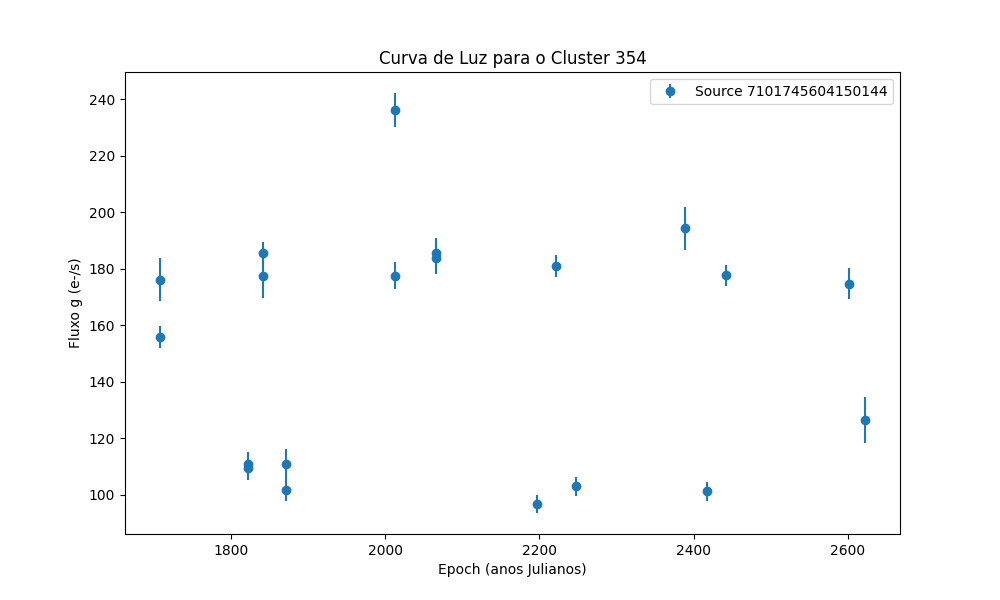 Curva de Luz para o Cluster 354
Source 7101745604150144
240
220
200
180
160
140
120
100
Fluxo g (e-/s)
1800 2000 2200 2400 2600
Epoch (anos Julianos)